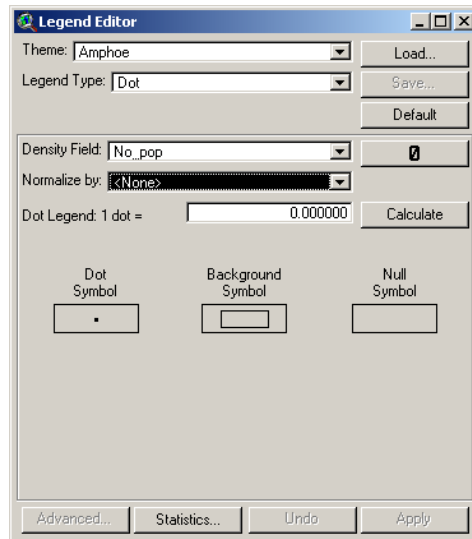 Legend Editor
Theme: Amphoe
Load...
Legend Type: Dot
Save...
Default
Density Field: No_pop
Normalize by: <None>
Dot Legend: 1 dot = 0.000000
Calculate
Dot Symbol
Background Symbol
Null Symbol
Advanced...
Statistics...
Undo
Apply